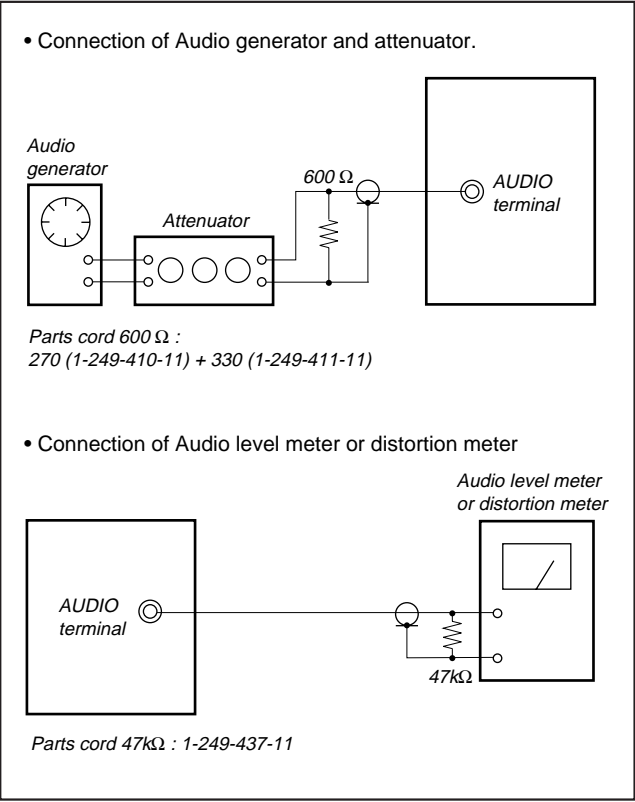 • Connection of Audio generator and attenuator.
Audio
generator
Attenuator
600 Ω
AUDIO
terminal
Parts cord 600 Ω :
270 (1-249-410-11) + 330 (1-249-411-11)
• Connection of Audio level meter or distortion meter
Audio level meter
or distortion meter
AUDIO
terminal
47kΩ
Parts cord 47kΩ : 1-249-437-11